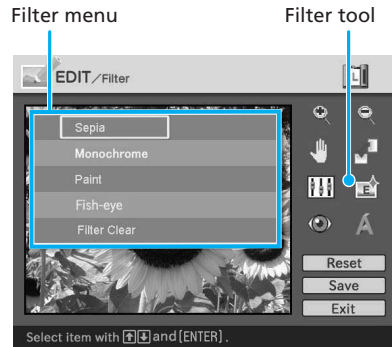 Filter menu Filter tool
EDIT/Filter L
Sepia
Monochrome
Paint
Fish-eye
Filter Clear
E
A
Reset
Save
Exit
Select item with ↑↓ and [ENTER].